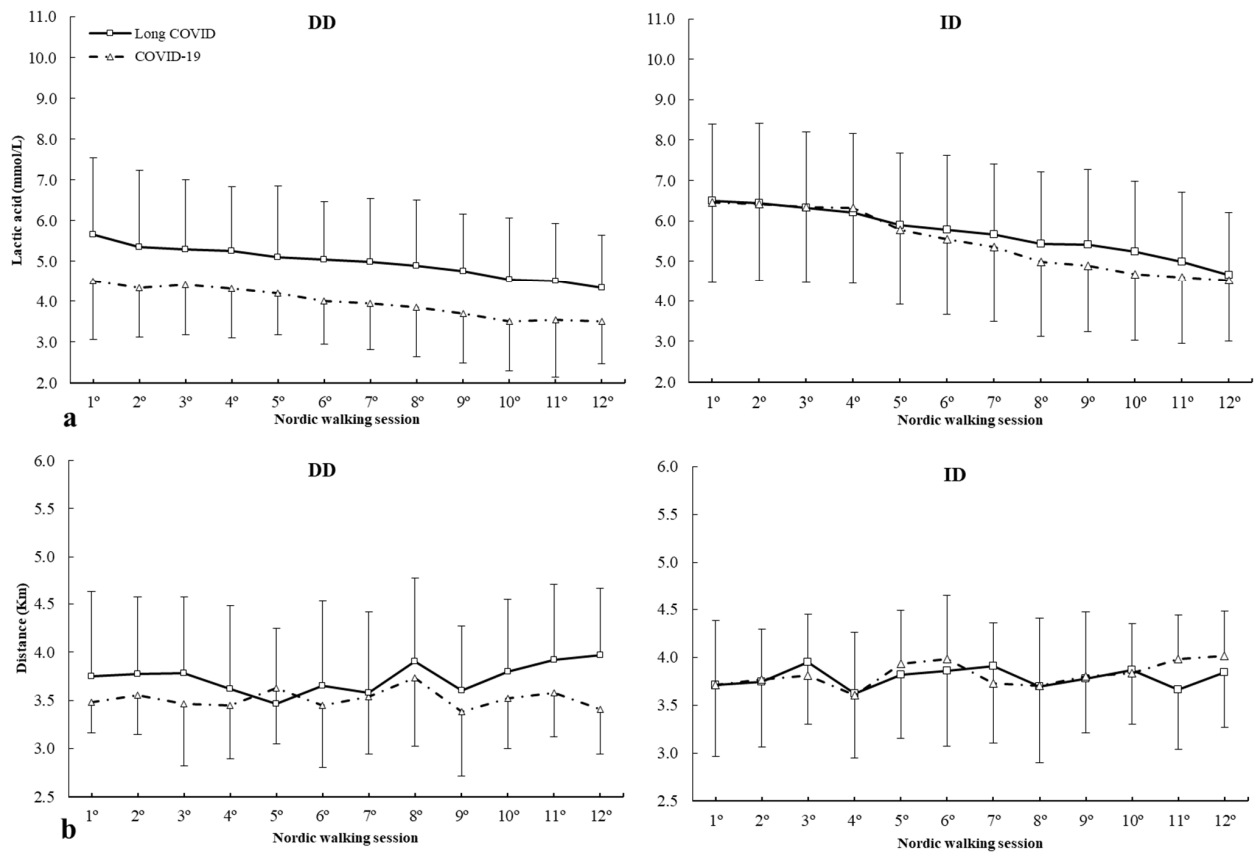 DD
Long COVID
COVID-19
11.0
10.0
9.0
8.0
7.0
6.0
5.0
4.0
3.0
2.0
Lactic acid (mmol/L)
1º 2º 3º 4º 5º 6º 7º 8º 9º 10º 11º 12º
Nordic walking session
a
ID
11.0
10.0
9.0
8.0
7.0
6.0
5.0
4.0
3.0
2.0
1º 2º 3º 4º 5º 6º 7º 8º 9º 10º 11º 12º
Nordic walking session
DD
6.0
5.5
5.0
4.5
4.0
3.5
3.0
2.5
Distance (Km)
1º 2º 3º 4º 5º 6º 7º 8º 9º 10º 11º 12º
Nordic walking session
b
ID
6.0
5.5
5.0
4.5
4.0
3.5
3.0
2.5
1º 2º 3º 4º 5º 6º 7º 8º 9º 10º 11º 12º
Nordic walking session